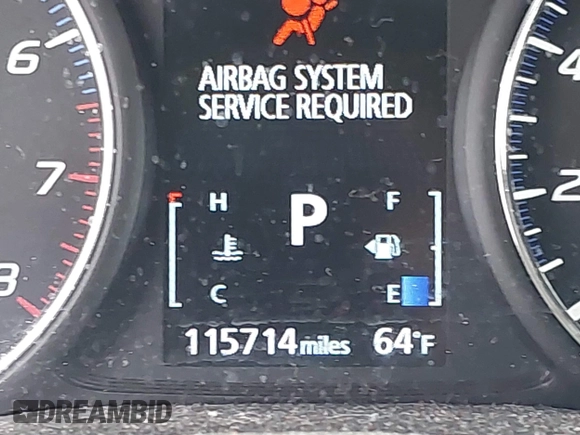 AIRBAG SYSTEM
SERVICE REQUIRED
6
7
8
4
2
H
P
F
C
E
115714 miles 64°F
DREAMBID